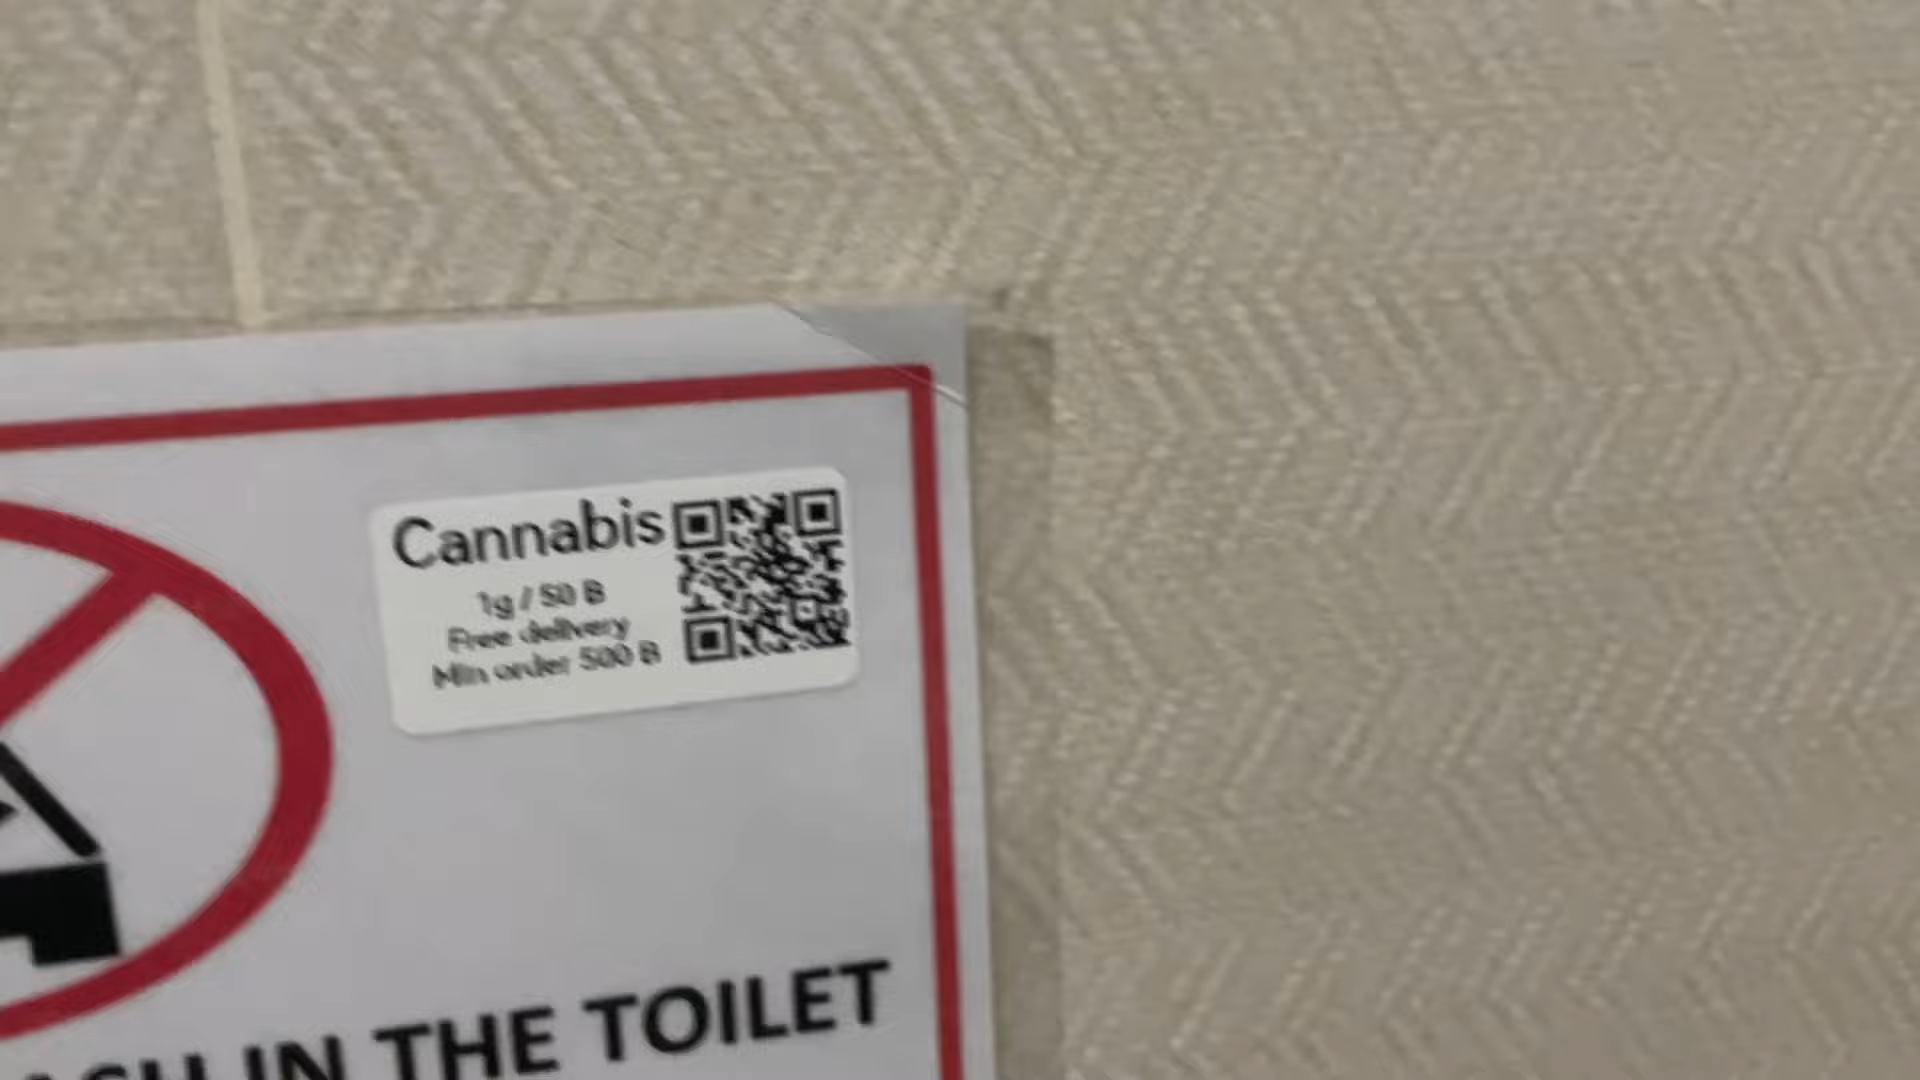 Cannabis
1g / 50 B
Free delivery
Min order 500 B
IN THE TOILET